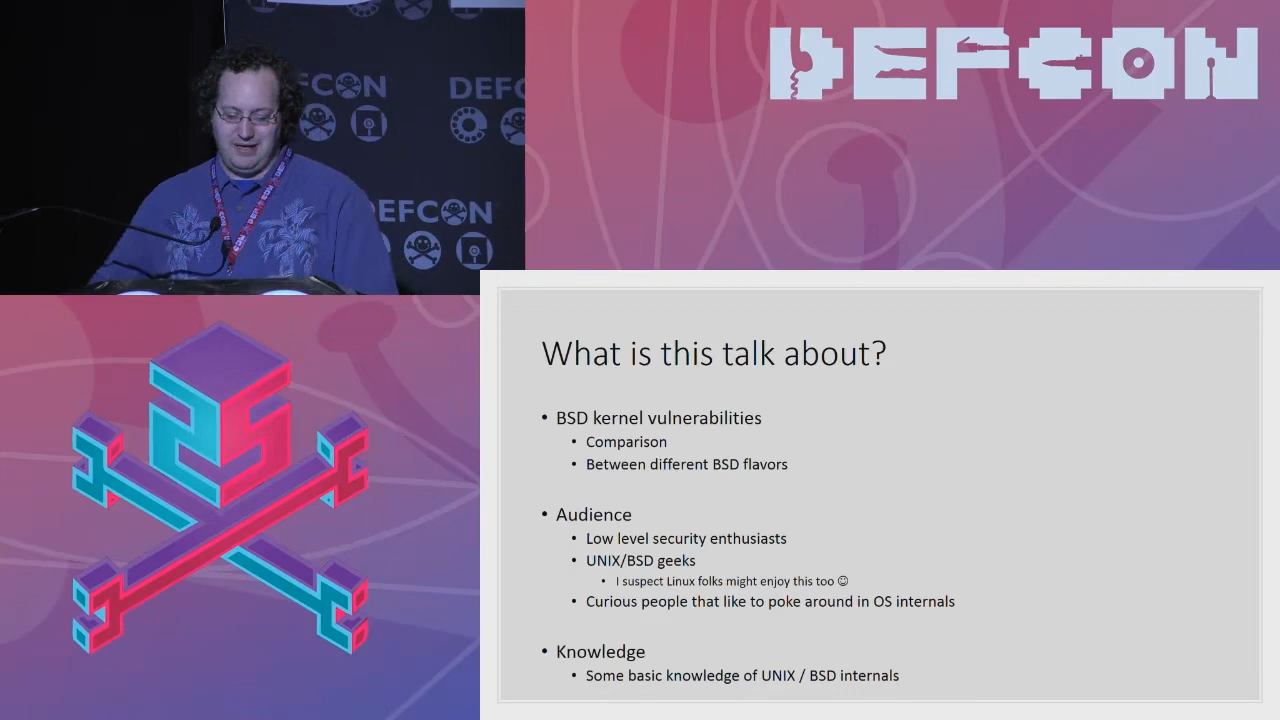 DEFCON
DEFC
DEFCON
DEFCON
What is this talk about?
• BSD kernel vulnerabilities
• Comparison
• Between different BSD flavors
• Audience
• Low level security enthusiasts
• UNIX/BSD geeks
• I suspect Linux folks might enjoy this too ☺
• Curious people that like to poke around in OS internals
• Knowledge
• Some basic knowledge of UNIX / BSD internals